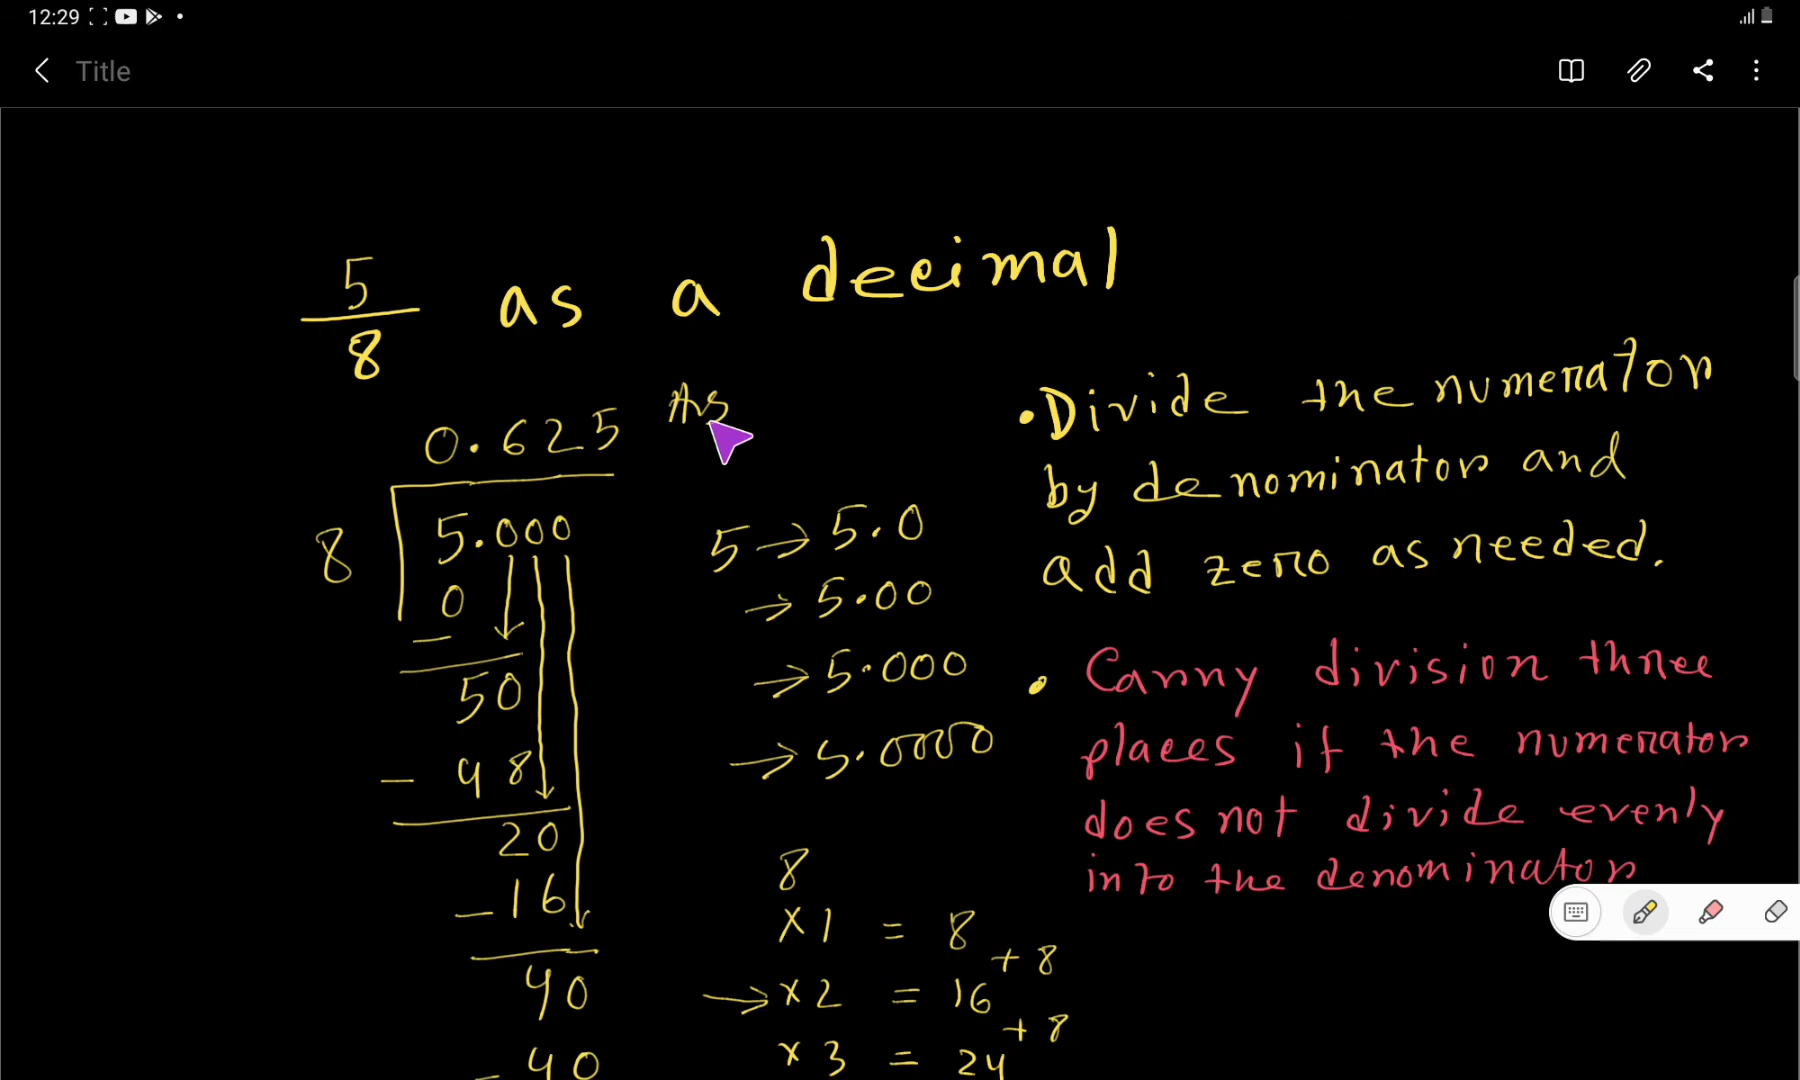 12:29
Title
5/8 as a decimal
0.625 Ans
8 5.000
0
-
50
- 48
20
-16
40
- 40
5 → 5.0
→ 5.00
→ 5.000
→ 5.0000
8
×1 = 8
+8
→ ×2 = 16
+8
×3 = 24
• Divide the numerator
by denominator and
add zero as needed.
• Carry division three
places if the numerator
does not divide evenly
into the denominator